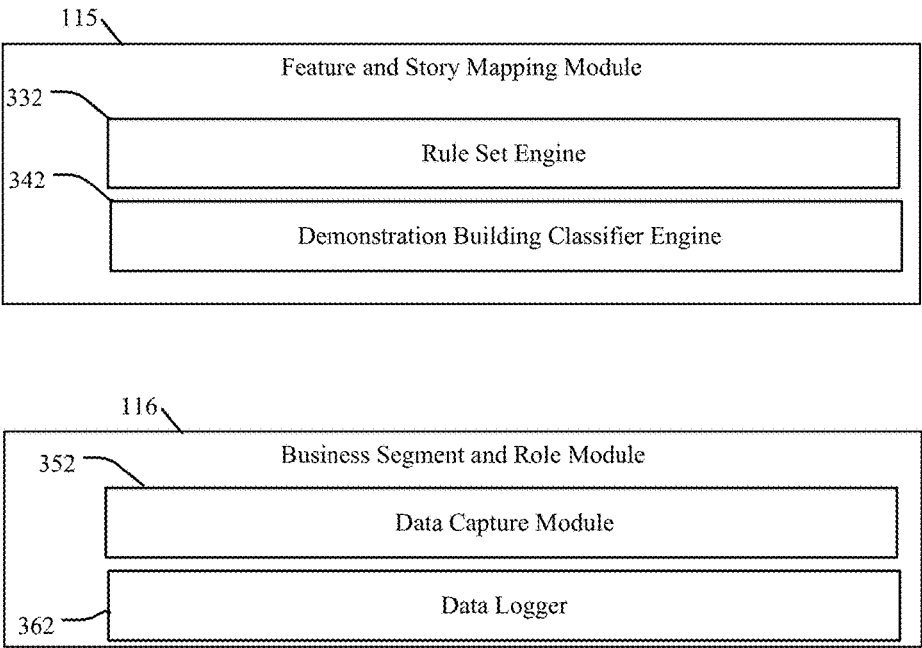 115
Feature and Story Mapping Module
332
Rule Set Engine
342
Demonstration Building Classifier Engine
116
Business Segment and Role Module
352
Data Capture Module
Data Logger
362